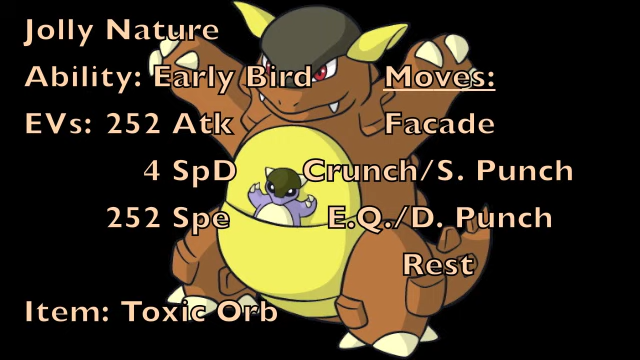 Jolly Nature
Ability: Early Bird
EVs: 252 Atk
4 SpD
252 Spe
Item: Toxic Orb
Moves:
Facade
Crunch/S. Punch
E.Q./D. Punch
Rest